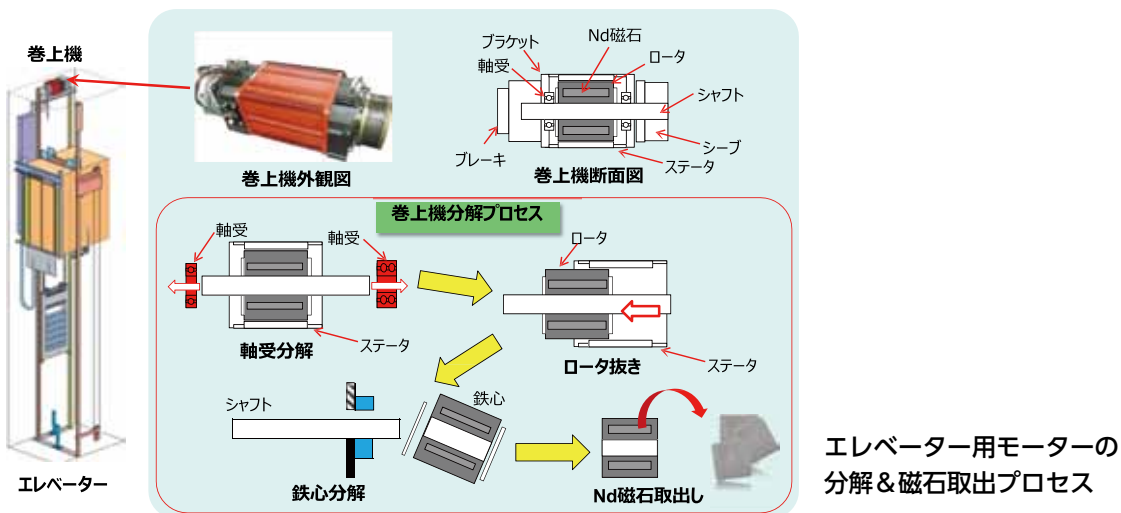 巻上機
エレベーター
巻上機外観図
ブラケット
Nd磁石
軸受
ロータ
シャフト
シーブ
ブレーキ
ステータ
巻上機断面図
巻上機分解プロセス
軸受
軸受
ステータ
軸受分解
ロータ
ステータ
ロータ抜き
シャフト
鉄心
鉄心分解
Nd磁石取出し
エレベーター用モーターの
分解&磁石取出プロセス